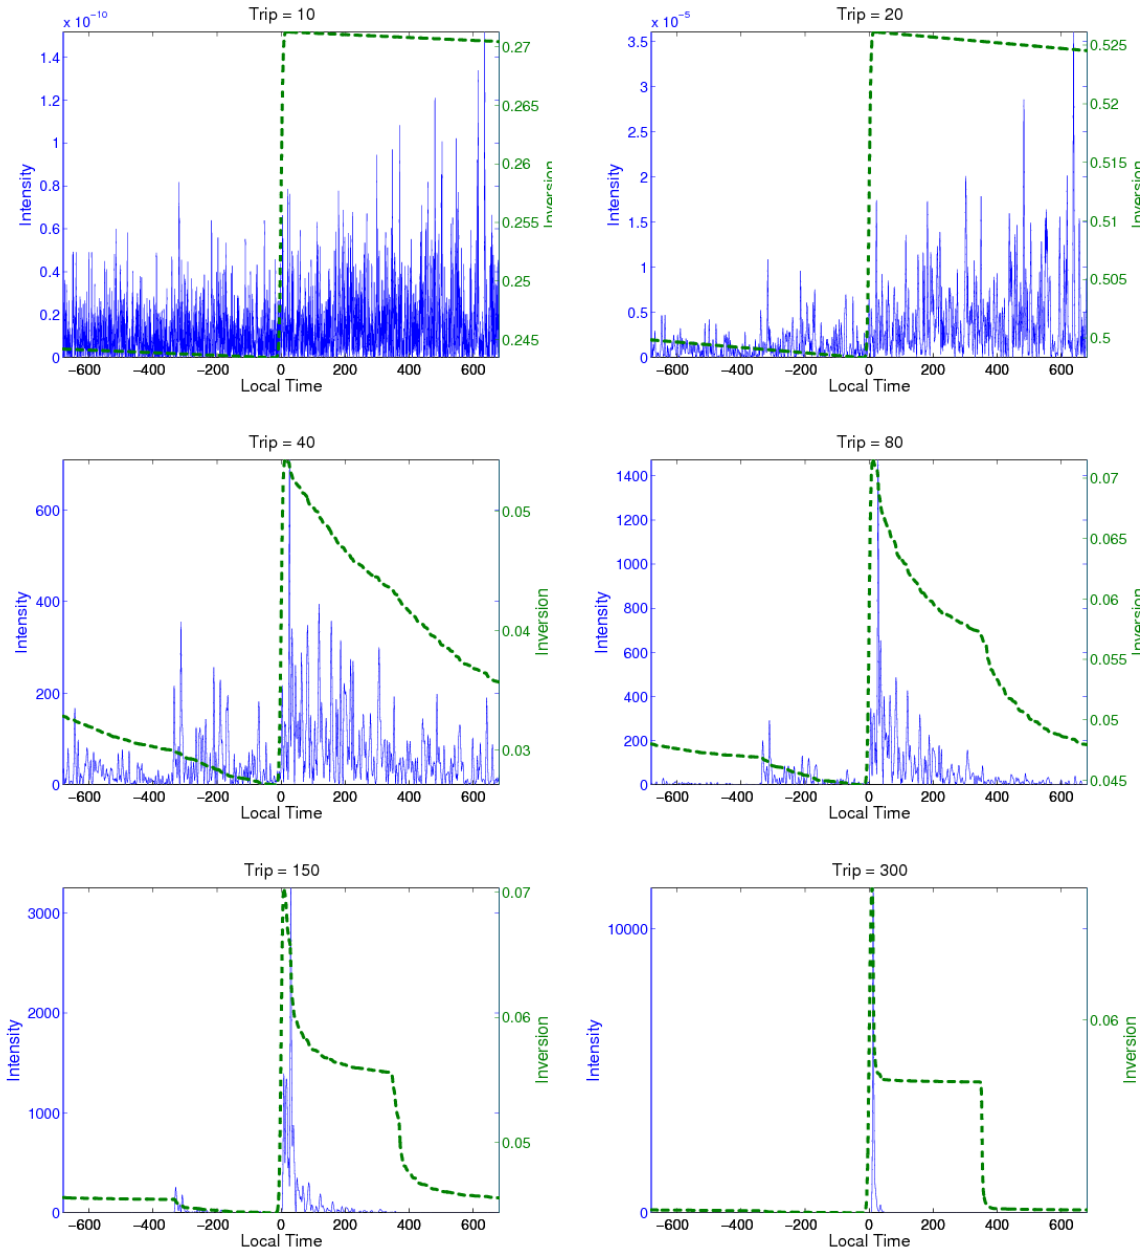 Trip = 10
x 10^-10
1.4
1.2
1
0.8
0.6
0.4
0.2
0
0.27
0.265
0.26
0.255
0.25
0.245
−600 −400 −200 0 200 400 600
Intensity
Inversion
Local Time
Trip = 20
x 10^-5
3.5
3
2.5
2
1.5
1
0.5
0
0.525
0.52
0.515
0.51
0.505
0.5
−600 −400 −200 0 200 400 600
Intensity
Inversion
Local Time
Trip = 40
600
400
200
0
0.05
0.04
0.03
−600 −400 −200 0 200 400 600
Intensity
Inversion
Local Time
Trip = 80
1400
1200
1000
800
600
400
200
0
0.07
0.065
0.06
0.055
0.05
0.045
−600 −400 −200 0 200 400 600
Intensity
Inversion
Local Time
Trip = 150
3000
2000
1000
0
0.07
0.06
0.05
−600 −400 −200 0 200 400 600
Intensity
Inversion
Local Time
Trip = 300
10000
0
0.06
−600 −400 −200 0 200 400 600
Intensity
Inversion
Local Time